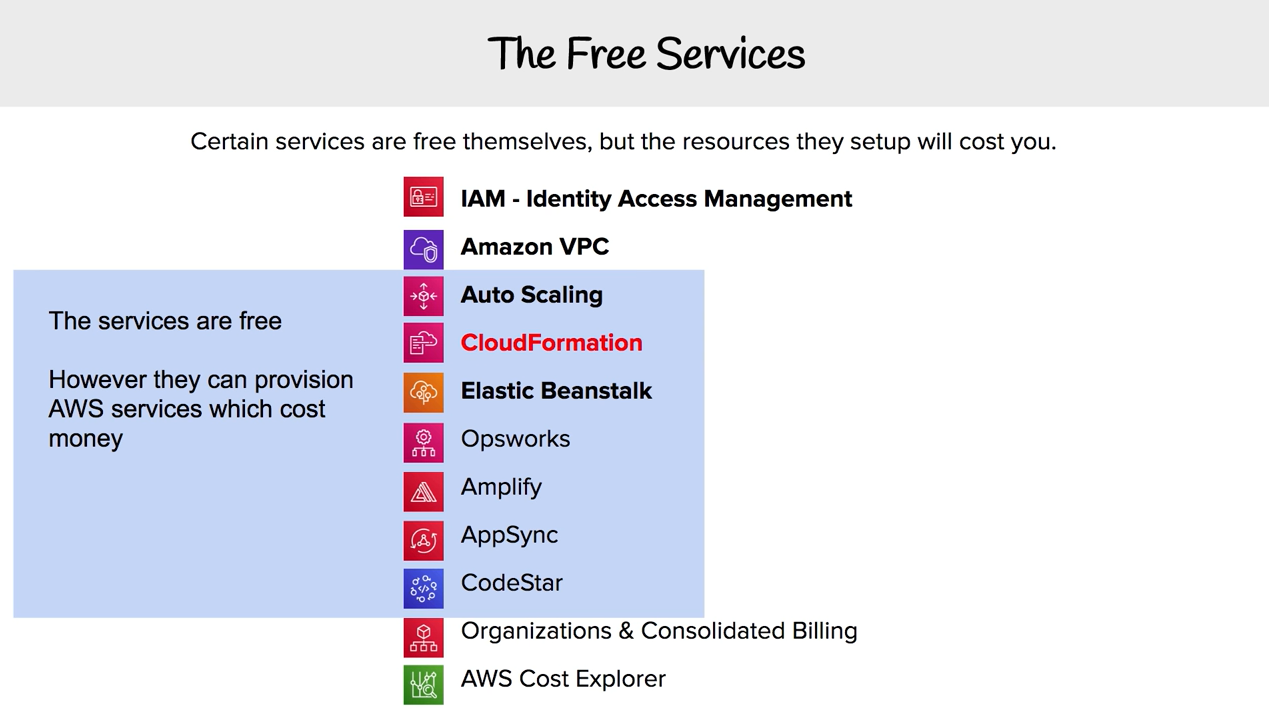 The Free Services
Certain services are free themselves, but the resources they setup will cost you.
IAM - Identity Access Management
Amazon VPC
Auto Scaling
The services are free
CloudFormation
However they can provision
AWS services which cost
money
Elastic Beanstalk
Opsworks
Amplify
AppSync
CodeStar
Organizations & Consolidated Billing
AWS Cost Explorer